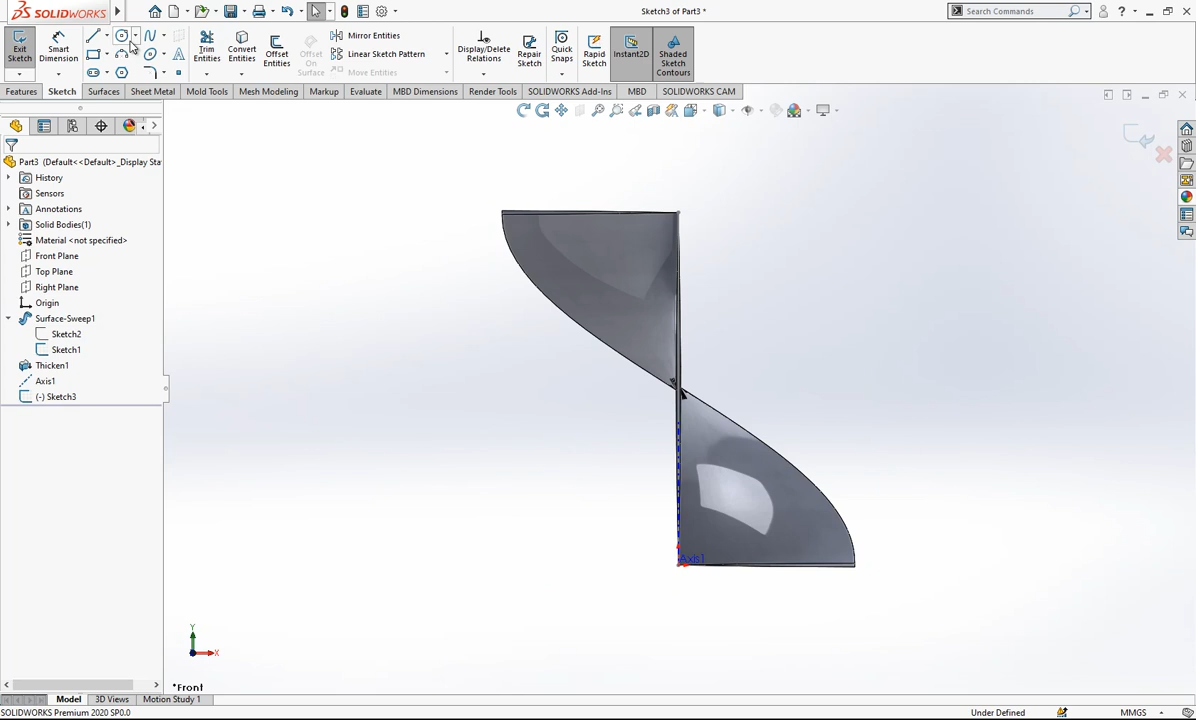 SOLIDWORKS
Sketch3 of Part3 *
Search Commands
Exit Sketch
Smart Dimension
Trim Entities
Convert Entities
Offset Entities
Offset On Surface
Mirror Entities
Linear Sketch Pattern
Move Entities
Display/Delete Relations
Repair Sketch
Quick Snaps
Rapid Sketch
Instant2D
Shaded Sketch Contours
Features
Sketch
Surfaces
Sheet Metal
Mold Tools
Mesh Modeling
Markup
Evaluate
MBD Dimensions
Render Tools
SOLIDWORKS Add-Ins
MBD
SOLIDWORKS CAM
Part3 (Default<<Default>_Display Sta
History
Sensors
Annotations
Solid Bodies(1)
Material <not specified>
Front Plane
Top Plane
Right Plane
Origin
Surface-Sweep1
Sketch2
Sketch1
Thicken1
Axis1
(-) Sketch3
Axis1
Y
X
*Front
Model
3D Views
Motion Study 1
SOLIDWORKS Premium 2020 SP0.0
Under Defined
MMGS